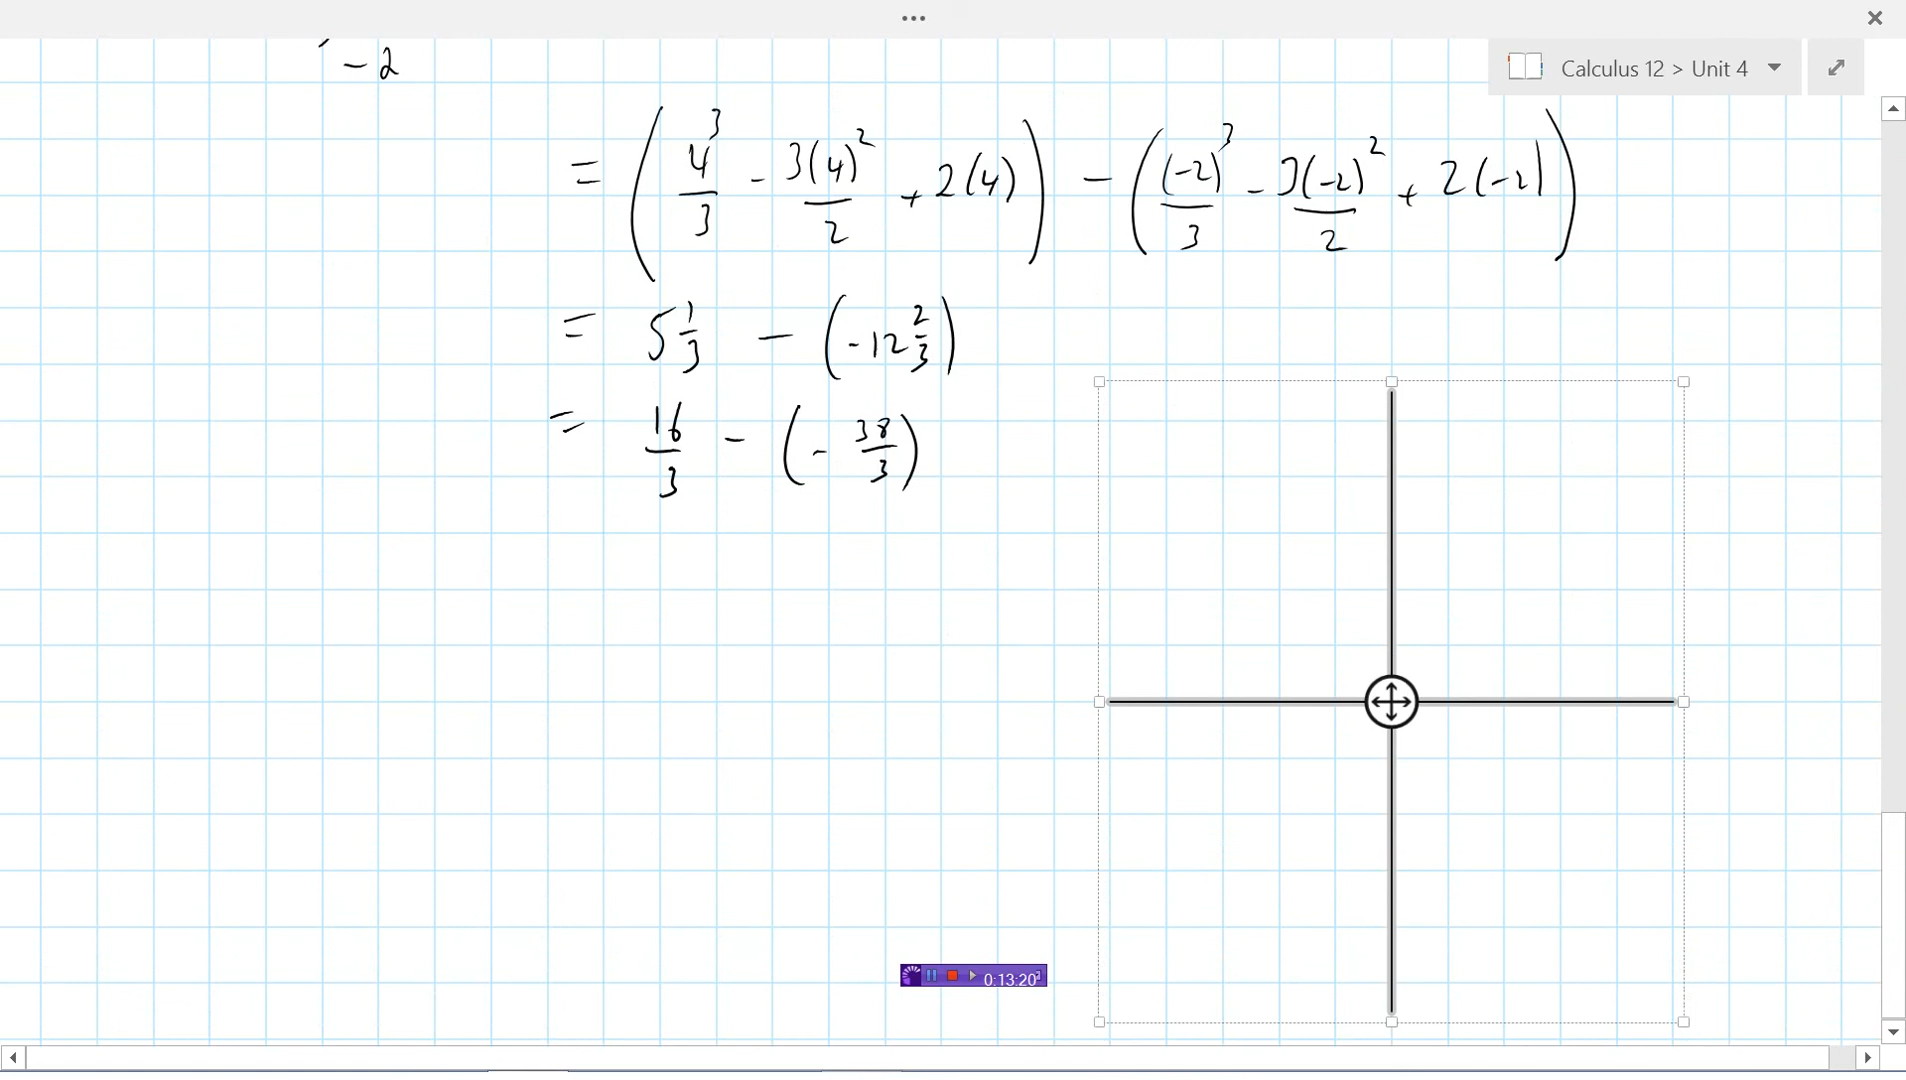 ...
Calculus 12 > Unit 4
-2
= (4³/3 - 3(4)²/2 + 2(4)) - ((-2)³/3 - 3(-2)²/2 + 2(-2))
= 5 1/3 - (-12 2/3)
= 16/3 - (- 38/3)
0:13:20